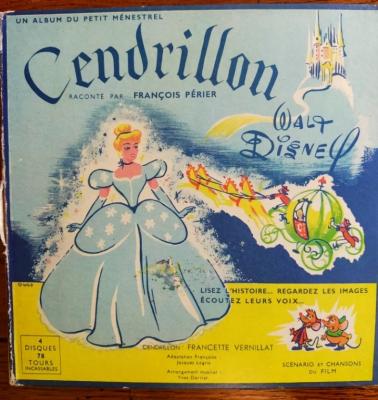 UN ALBUM DU PETIT MÉNESTREL
Cendrillon
RACONTÉ PAR FRANÇOIS PÉRIER
WALT
DISNEY
LISEZ L'HISTOIRE... REGARDEZ LES IMAGES
ÉCOUTEZ LEURS VOIX...
4
DISQUES
78
TOURS
INCASSABLES
CENDRILLON : FRANCETTE VERNILLAT
Adaptation Française :
Jacques
Arrangement musical :
Yves
SCÉNARIO ET CHANSONS
DU FILM